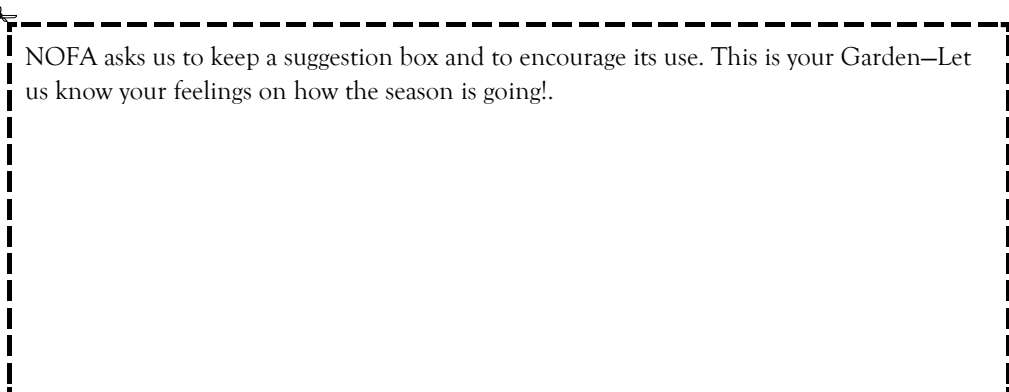 NOFA asks us to keep a suggestion box and to encourage its use. This is your Garden—Let
us know your feelings on how the season is going!.